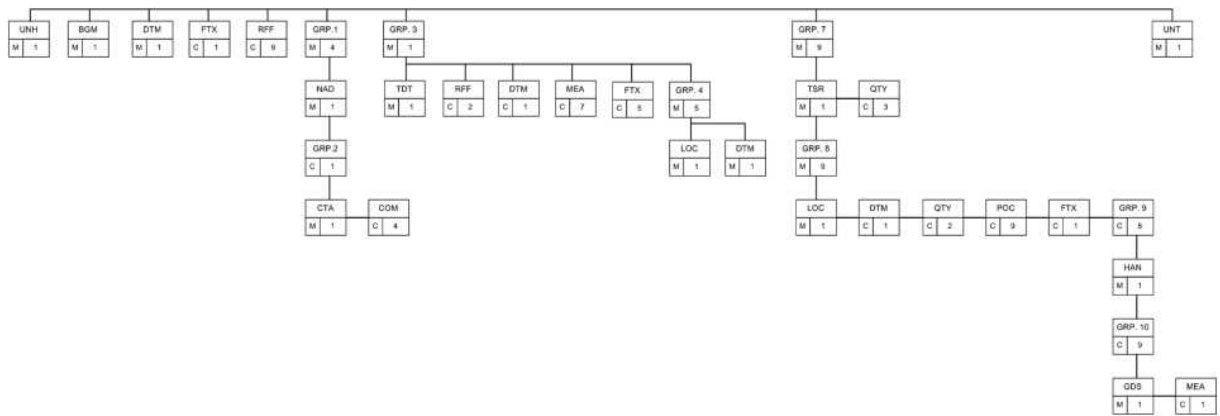 UNH BGM DTM FTX RFF GRP.1 GRP. 3 GRP. 7 UNT
M 1 M 1 M 1 C 1 C 9 M 4 M 1 M 9 M 1
NAD TDT RFF DTM MEA FTX GRP. 4 TSR QTY
M 1 M 1 C 2 C 1 C 7 C 5 M 5 M 1 C 3
GRP.2 LOC DTM GRP. 8
C 1 M 1 M 1 M 9
CTA COM LOC DTM QTY POC FTX GRP. 9
M 1 C 4 M 1 C 1 C 2 C 9 C 1 C
HAN
M 1
GRP. 10
C 9
GDS MEA
M 1 C 1